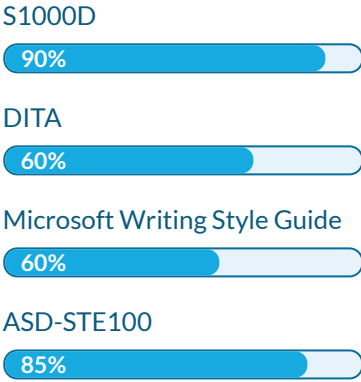 S1000D
90%
DITA
60%
Microsoft Writing Style Guide
60%
ASD-STE100
85%